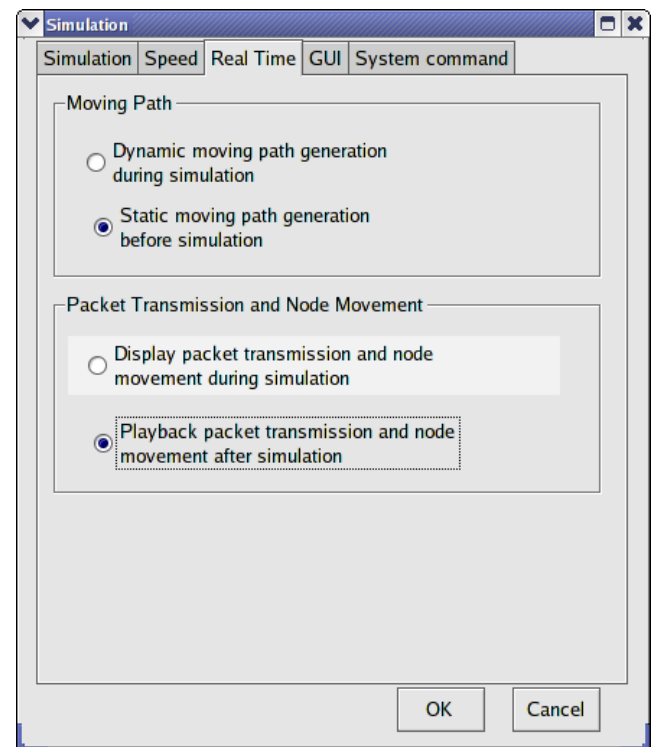 Simulation
Simulation Speed Real Time GUI System command
Moving Path
Dynamic moving path generation
during simulation
Static moving path generation
before simulation
Packet Transmission and Node Movement
Display packet transmission and node
movement during simulation
Playback packet transmission and node
movement after simulation
OK Cancel